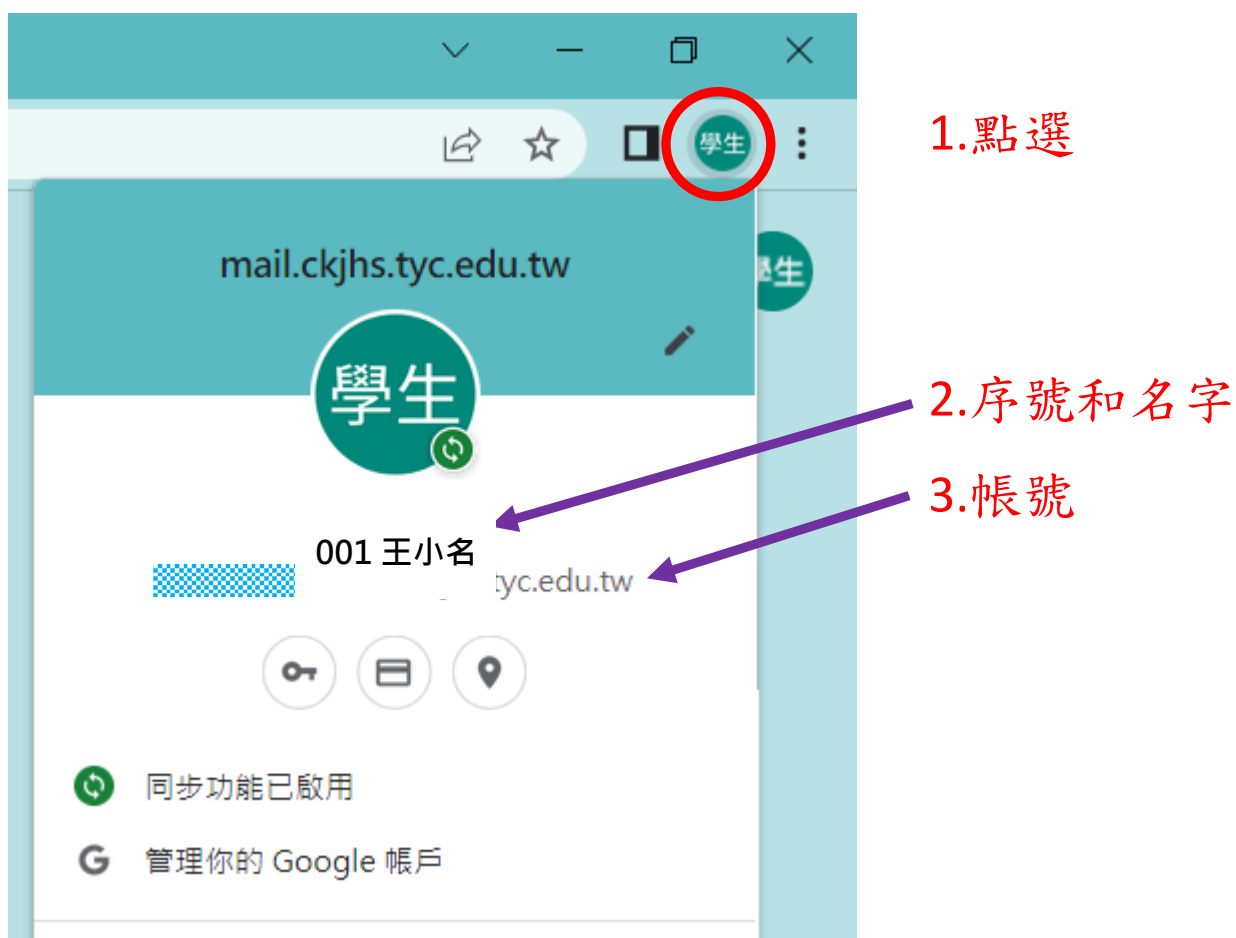 學生
1.點選
mail.ckjhs.tyc.edu.tw
學生
學生
2.序號和名字
3.帳號
001 王小名
tyc.edu.tw
同步功能已啟用
G 管理你的 Google 帳戶